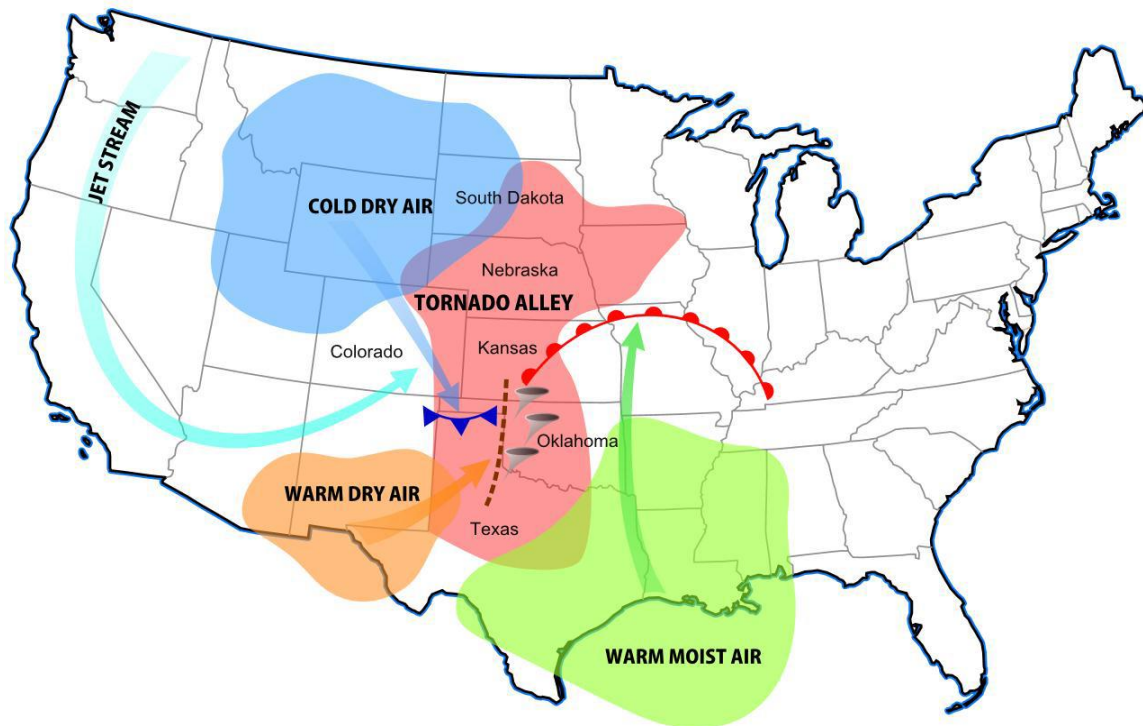 JET STREAM
COLD DRY AIR
South Dakota
Nebraska
TORNADO ALLEY
Colorado
Kansas
Oklahoma
WARM DRY AIR
Texas
WARM MOIST AIR